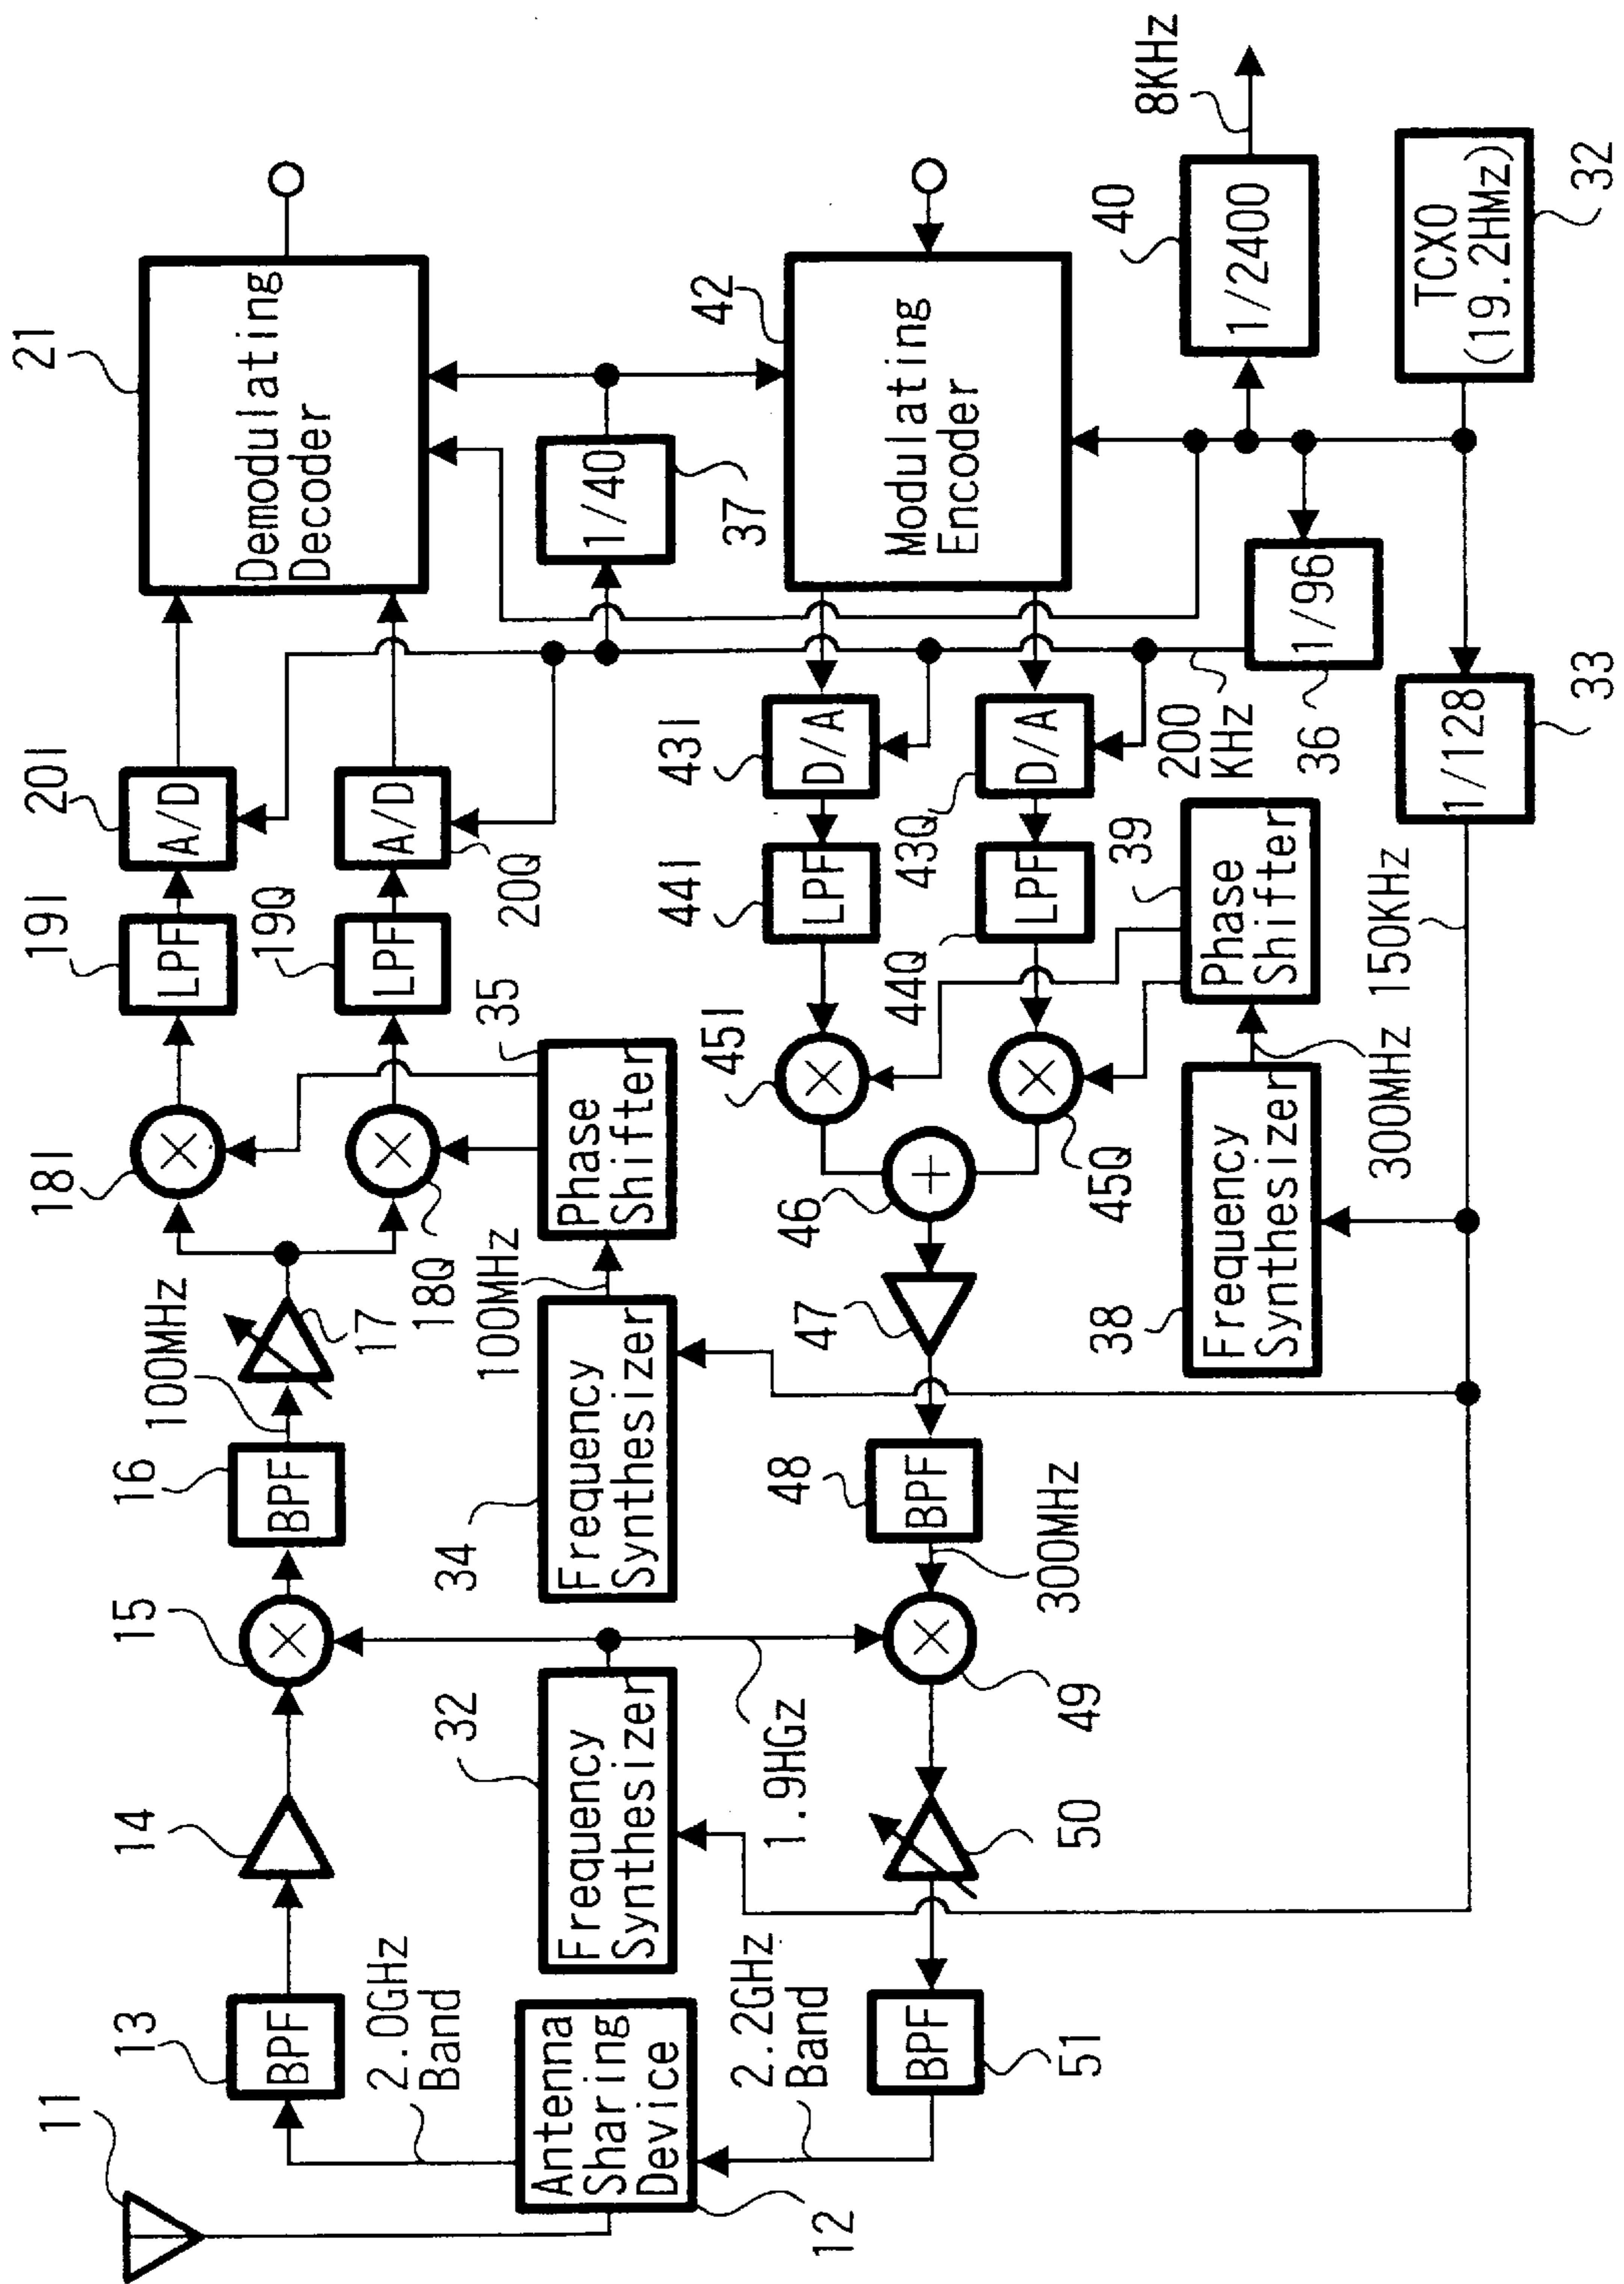 11
13
BPF
2.0GHz
Band
Antenna
Sharing
Device
12
2.2GHz
Band
BPF
51
14
15
16
BPF
100MHz
17
32
Frequency
Synthesizer
1.9HGz
49
50
34
Frequency
Synthesizer
100MHz
35
Phase
Shifter
48
BPF
300MHz
47
46
18I
18Q
19I
LPF
19Q
LPF
20I
A/D
20Q
A/D
21
Demodulating
Decoder
1/40
37
42
Modulating
Encoder
43I
D/A
43Q
D/A
44I
LPF
44Q
LPF
45I
45Q
38
Frequency
Synthesizer
300MHz
39
Phase
Shifter
150KHz
200
KHz
36
1/96
33
1/128
40
1/2400
8KHz
TCXO
(19.2HMz)
32